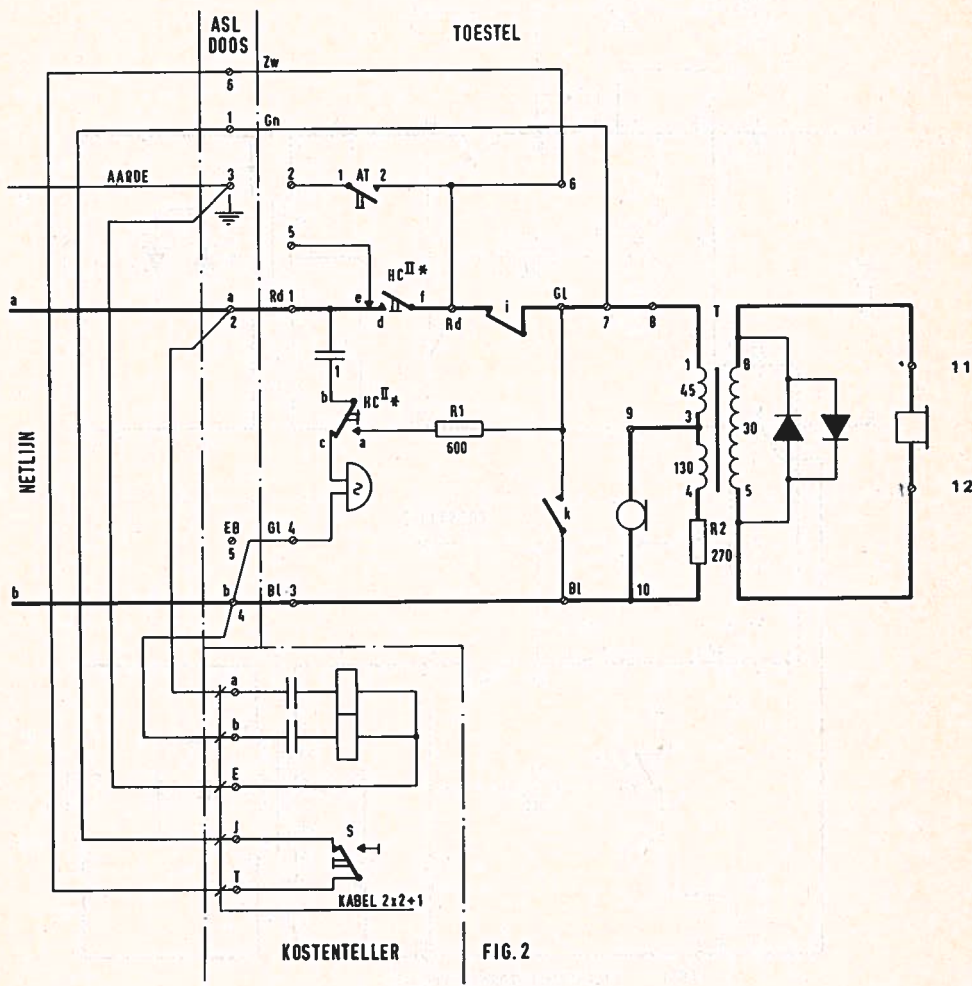 ASL
DOOS
TOESTEL
Zw
6
1
Gn
AARDE
3
2
1 AT 2
6
5
HC II *
e
f
a
a
Rd 1
d
Rd
i
Gl
7
8
T
2
1
1
8
11
45
b
HC II *
R1
9
3
30
c
a
600
130
4
5
12
NETLIJN
k
R2
270
EB
5
Gl 4
b
b
Bl 3
Bl
10
4
a
b
E
J
S
T
KABEL 2x2+1
KOSTENTELLER
FIG. 2